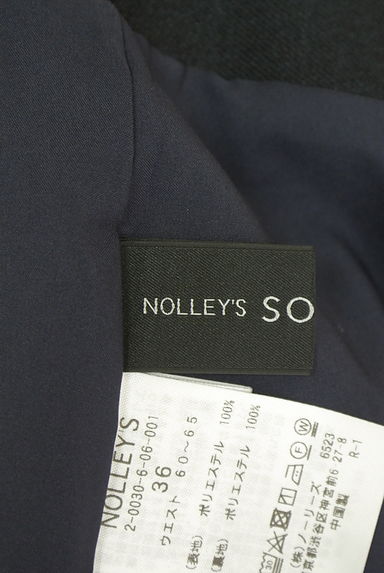 NOLLEY'S SO
NOLLEY'S
2-0030-6-06-001
ウエスト 36 60～65
(表地) ポリエステル 100%
(裏地) ポリエステル 100%
(株)ノーリーズ 6523
京都渋谷区神宮前6 27-8
中国製 R-1